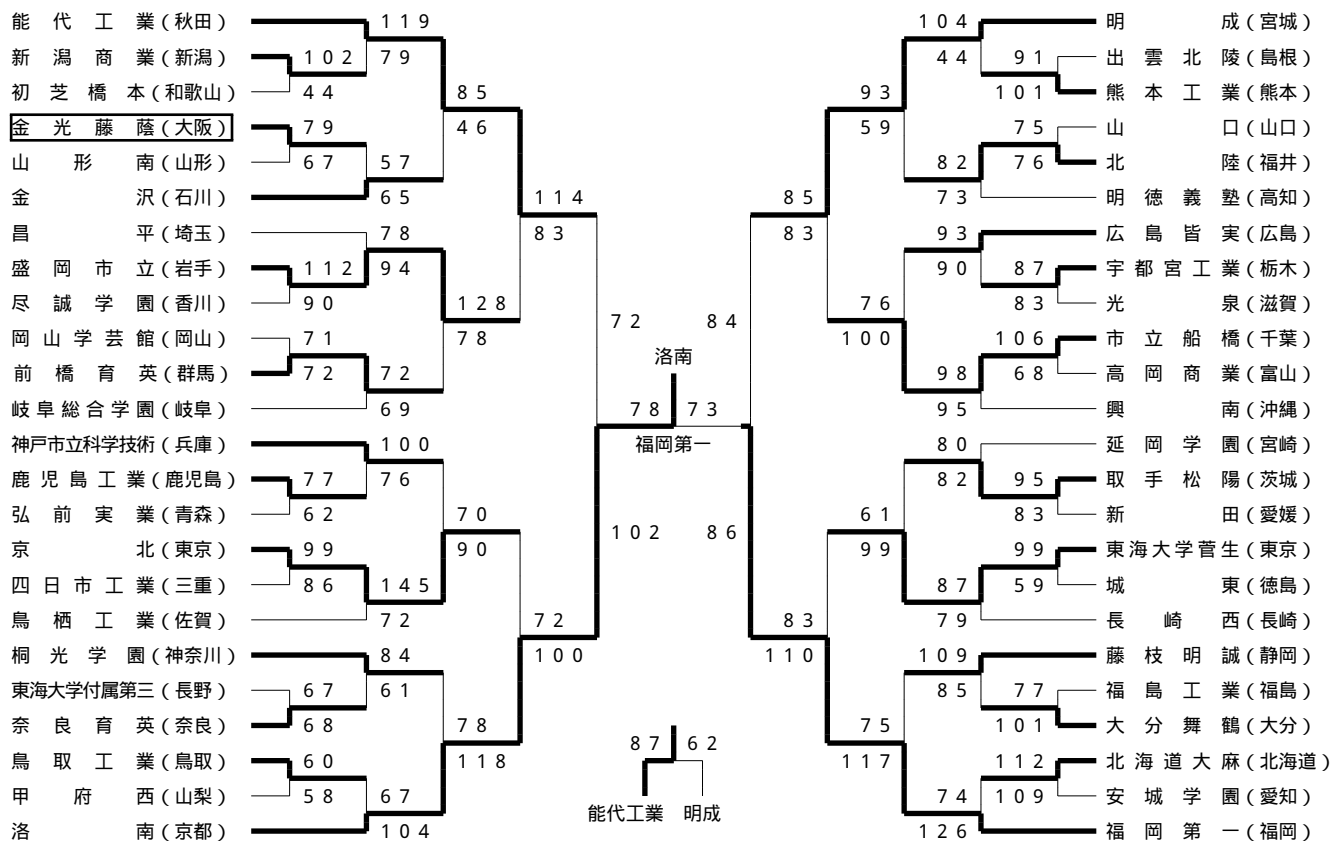 能代工業(秋田) 119 104 明成(宮城)
新潟商業(新潟) 102 79 44 91 出雲北陵(島根)
初芝橋本(和歌山) 44 85 93 101 熊本工業(熊本)
金光藤蔭(大阪) 79 46 59 75 山口(山口)
山形南(山形) 67 57 82 76 北陸(福井)
金沢(石川) 65 114 85 73 明徳義塾(高知)
昌平(埼玉) 78 83 83 93 広島皆実(広島)
盛岡市立(岩手) 112 94 90 87 宇都宮工業(栃木)
尽誠学園(香川) 90 128 76 83 光泉(滋賀)
岡山学芸館(岡山) 71 78 72 84 100 106 市立船橋(千葉)
前橋育英(群馬) 72 72 洛南 98 68 高岡商業(富山)
岐阜総合学園(岐阜) 69 78 73 95 興南(沖縄)
神戸市立科学技術(兵庫) 100 福岡第一 80 延岡学園(宮崎)
鹿児島工業(鹿児島) 77 76 82 95 取手松陽(茨城)
弘前実業(青森) 62 70 102 86 61 83 新田(愛媛)
京北(東京) 99 90 99 99 東海大学菅生(東京)
四日市工業(三重) 86 145 87 59 城東(徳島)
鳥栖工業(佐賀) 72 72 83 79 長崎西(長崎)
桐光学園(神奈川) 84 100 110 109 藤枝明誠(静岡)
東海大学付属第三(長野) 67 61 85 77 福島工業(福島)
奈良育英(奈良) 68 78 87 62 75 101 大分舞鶴(大分)
鳥取工業(鳥取) 60 118 117 112 北海道大麻(北海道)
甲府西(山梨) 58 67 能代工業 明成 74 109 安城学園(愛知)
洛南(京都) 104 126 福岡第一(福岡)